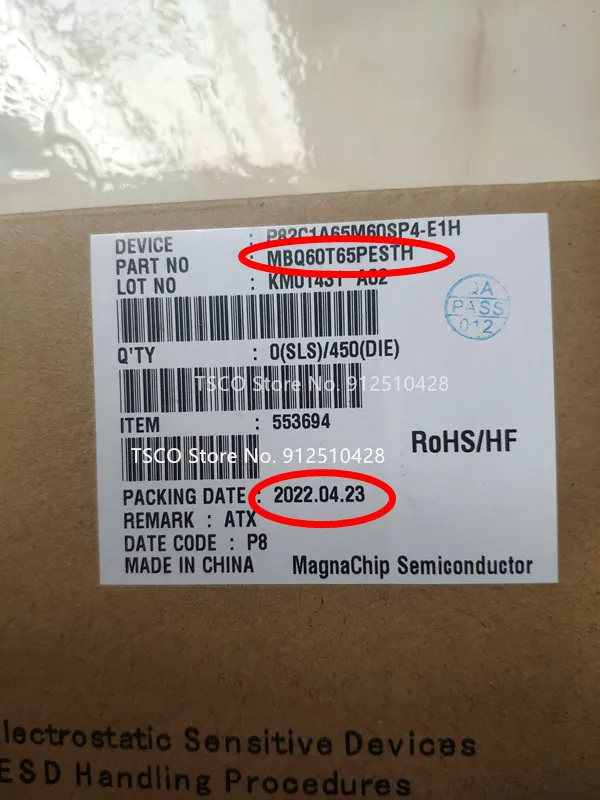 DEVICE : P82C1A65M60SP4-E1H
PART NO : MBQ60T65PESTH
LOT NO : KM01431 A02
QA
PASS
012
Q'TY : 0(SLS)/450(DIE)
TSCO Store No. 912510428
ITEM : 553694
RoHS/HF
TSCO Store No. 912510428
PACKING DATE : 2022.04.23
REMARK : ATX
DATE CODE : P8
MADE IN CHINA MagnaChip Semiconductor
lectrostatic Sensitive Devices
ESD Handling Procedures